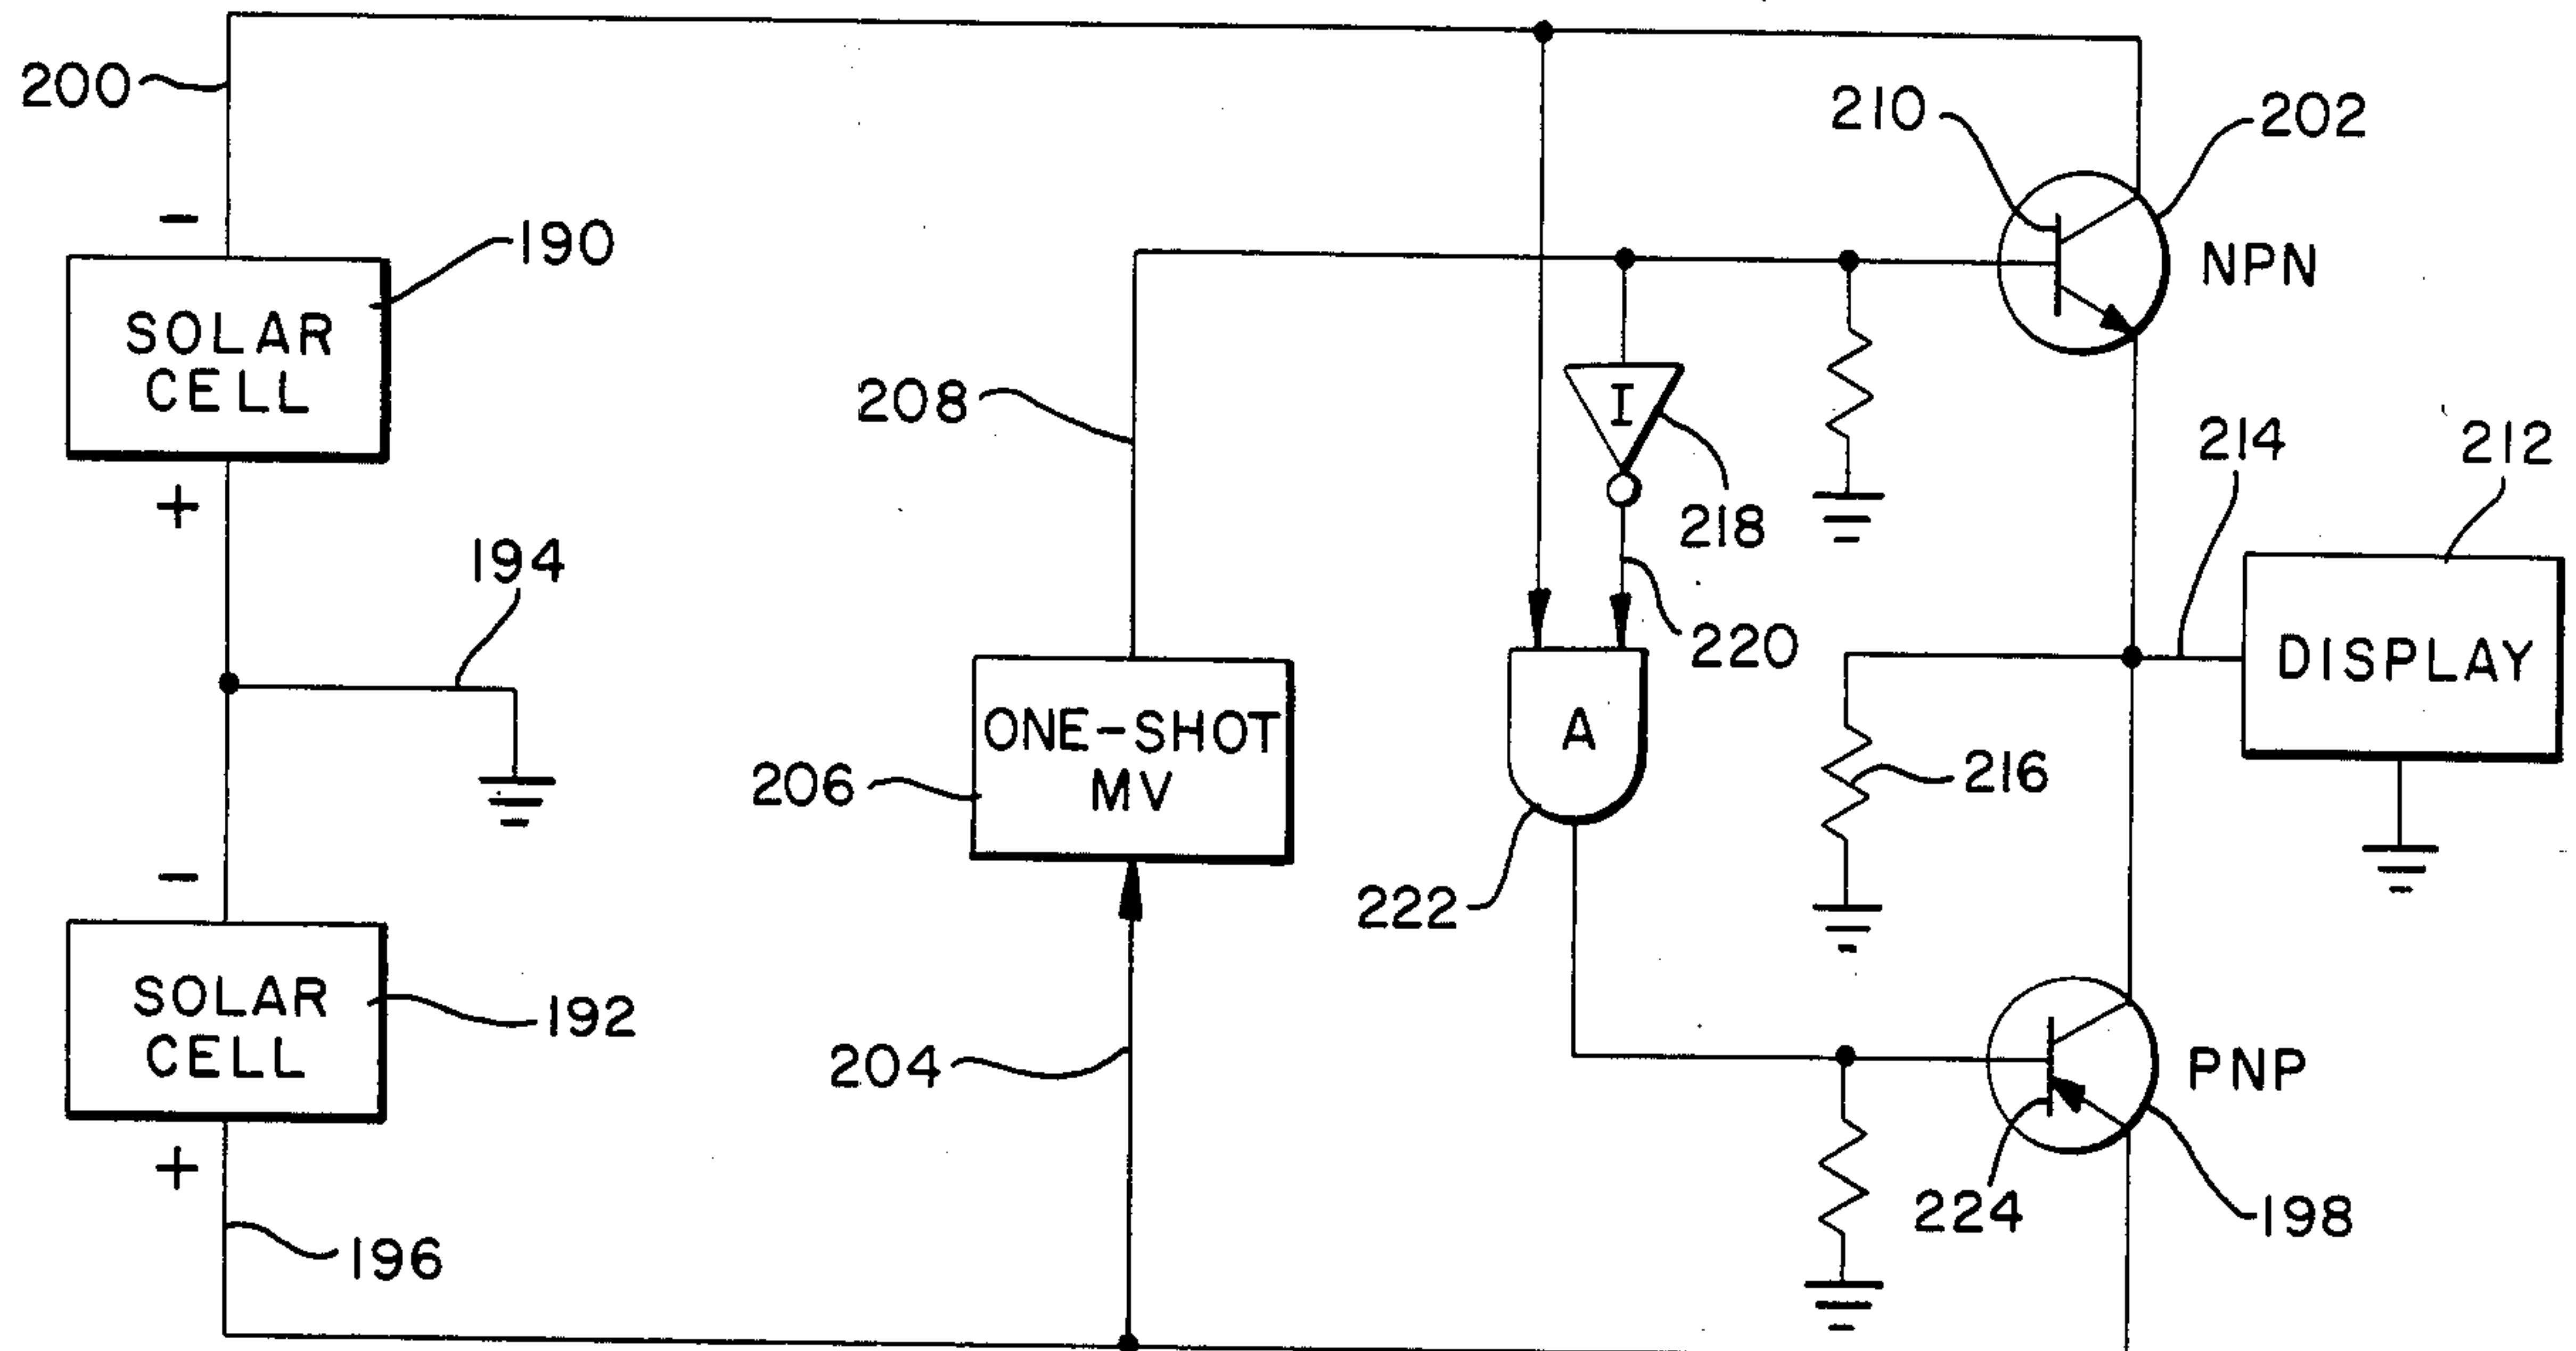 200
210
202
−
190
NPN
SOLAR
CELL
208
I
214
212
+
218
194
220
DISPLAY
ONE-SHOT
MV
A
206
216
−
222
SOLAR
CELL
192
204
PNP
+
224
198
196